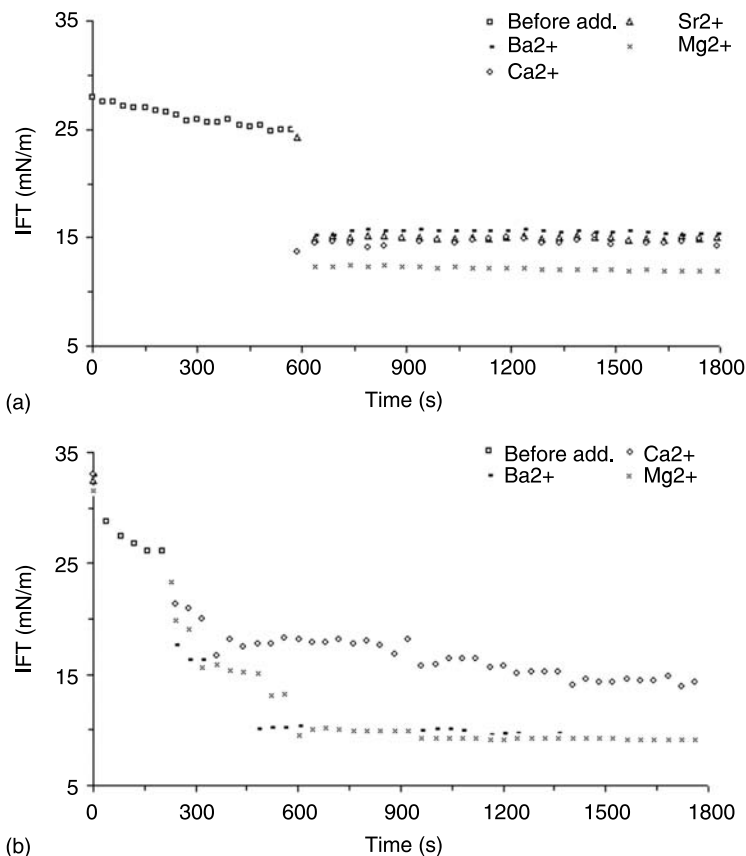 35
25
15
5
IFT (mN/m)
Before add.
Sr2+
Ba2+
Mg2+
Ca2+
0 300 600 900 1200 1500 1800
(a)
Time (s)
35
25
15
5
IFT (mN/m)
Before add.
Ca2+
Ba2+
Mg2+
0 300 600 900 1200 1500 1800
(b)
Time (s)